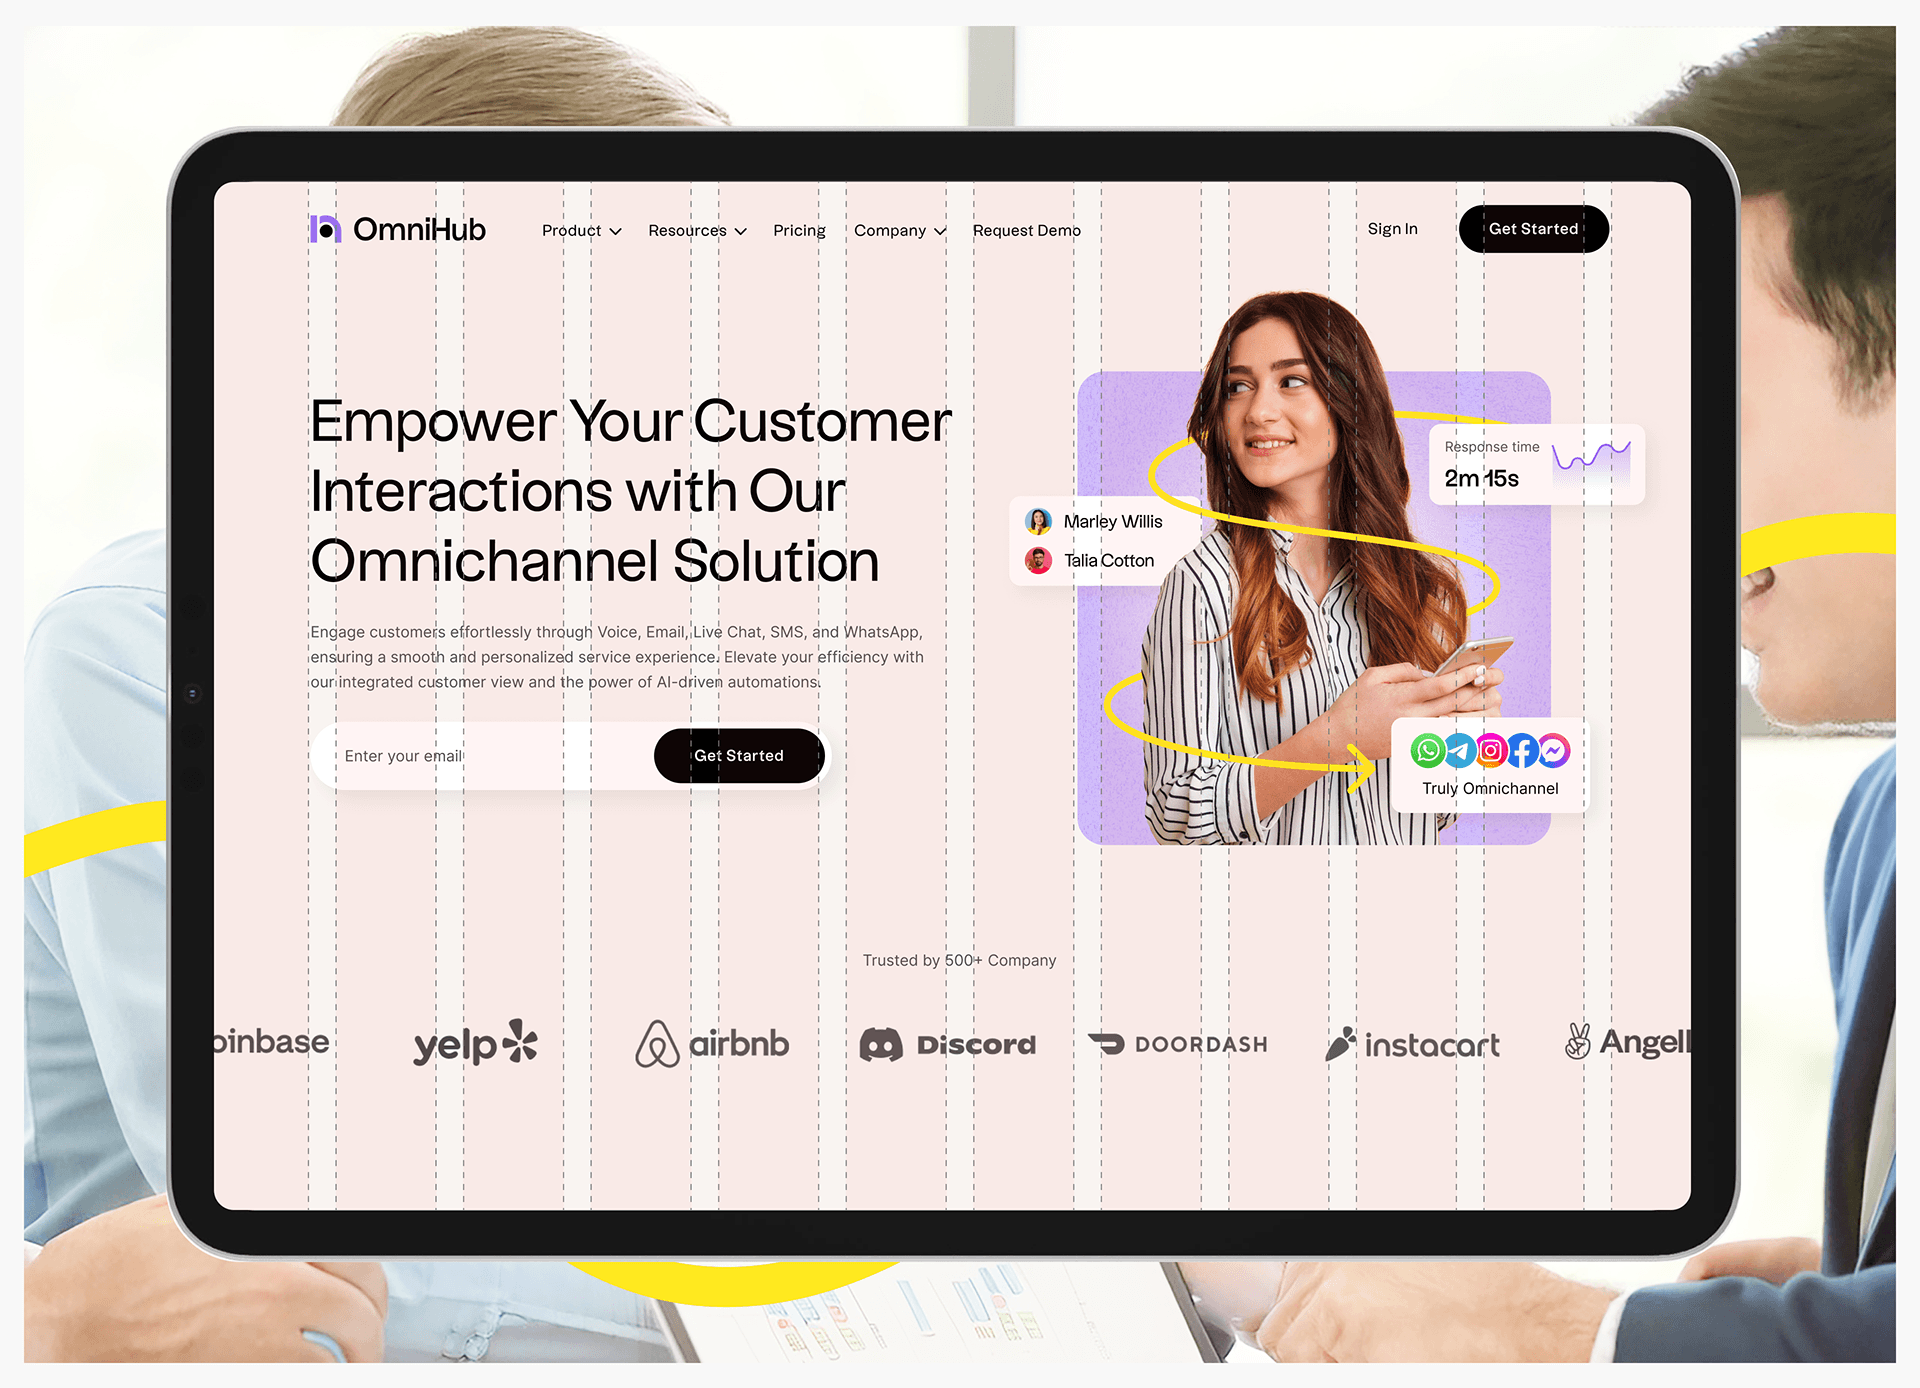 OmniHub
Product
Resources
Pricing
Company
Request Demo
Sign In
Get Started
Empower Your Customer
Interactions with Our
Omnichannel Solution
Engage customers effortlessly through Voice, Email, Live Chat, SMS, and WhatsApp,
ensuring a smooth and personalized service experience. Elevate your efficiency with
our integrated customer view and the power of AI-driven automations.
Enter your email
Get Started
Response time
2m 15s
Marley Willis
Talia Cotton
Truly Omnichannel
Trusted by 500+ Company
oinbase
yelp
airbnb
Discord
DOORDASH
instacart
Angell